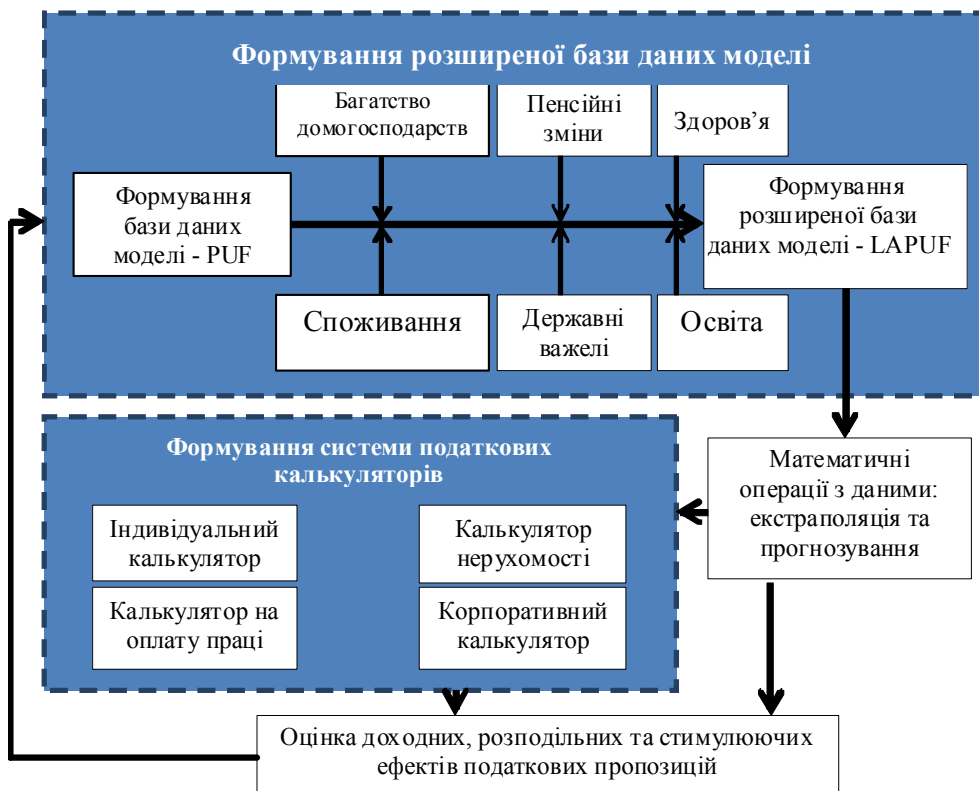 Формування розширеної бази даних моделі
Багатство
домогосподарств
Пенсійні
зміни
Здоров’я
Формування
бази даних
моделі - PUF
Формування
розширеної бази
даних моделі - LAPUF
Споживання
Державні
важелі
Освіта
Формування системи податкових
калькуляторів
Індивідуальний
калькулятор
Калькулятор
нерухомості
Калькулятор на
оплату праці
Корпоративний
калькулятор
Математичні
операції з даними:
екстраполяція та
прогнозування
Оцінка доходних, розподільних та стимулюючих
ефектів податкових пропозицій